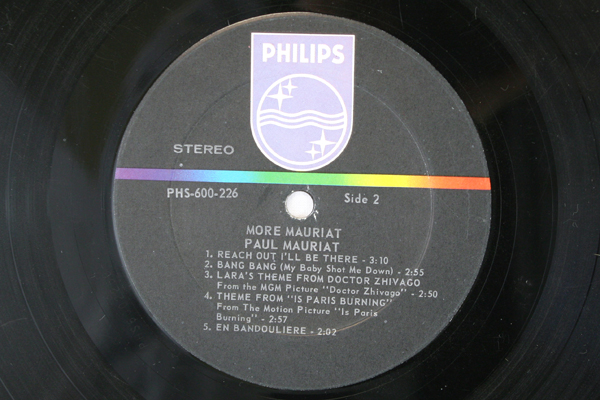 PHILIPS
STEREO
PHS-600-226
Side 2
MORE MAURIAT
PAUL MAURIAT
1. REACH OUT I'LL BE THERE - 3:10
2. BANG BANG (My Baby Shot Me Down) - 2:55
3. LARA'S THEME FROM DOCTOR ZHIVAGO
From the MGM Picture "Doctor Zhivago" - 2:50
4. THEME FROM "IS PARIS BURNING"
From The Motion Picture "Is Paris
Burning" - 2:57
5. EN BANDOULIERE - 2:02